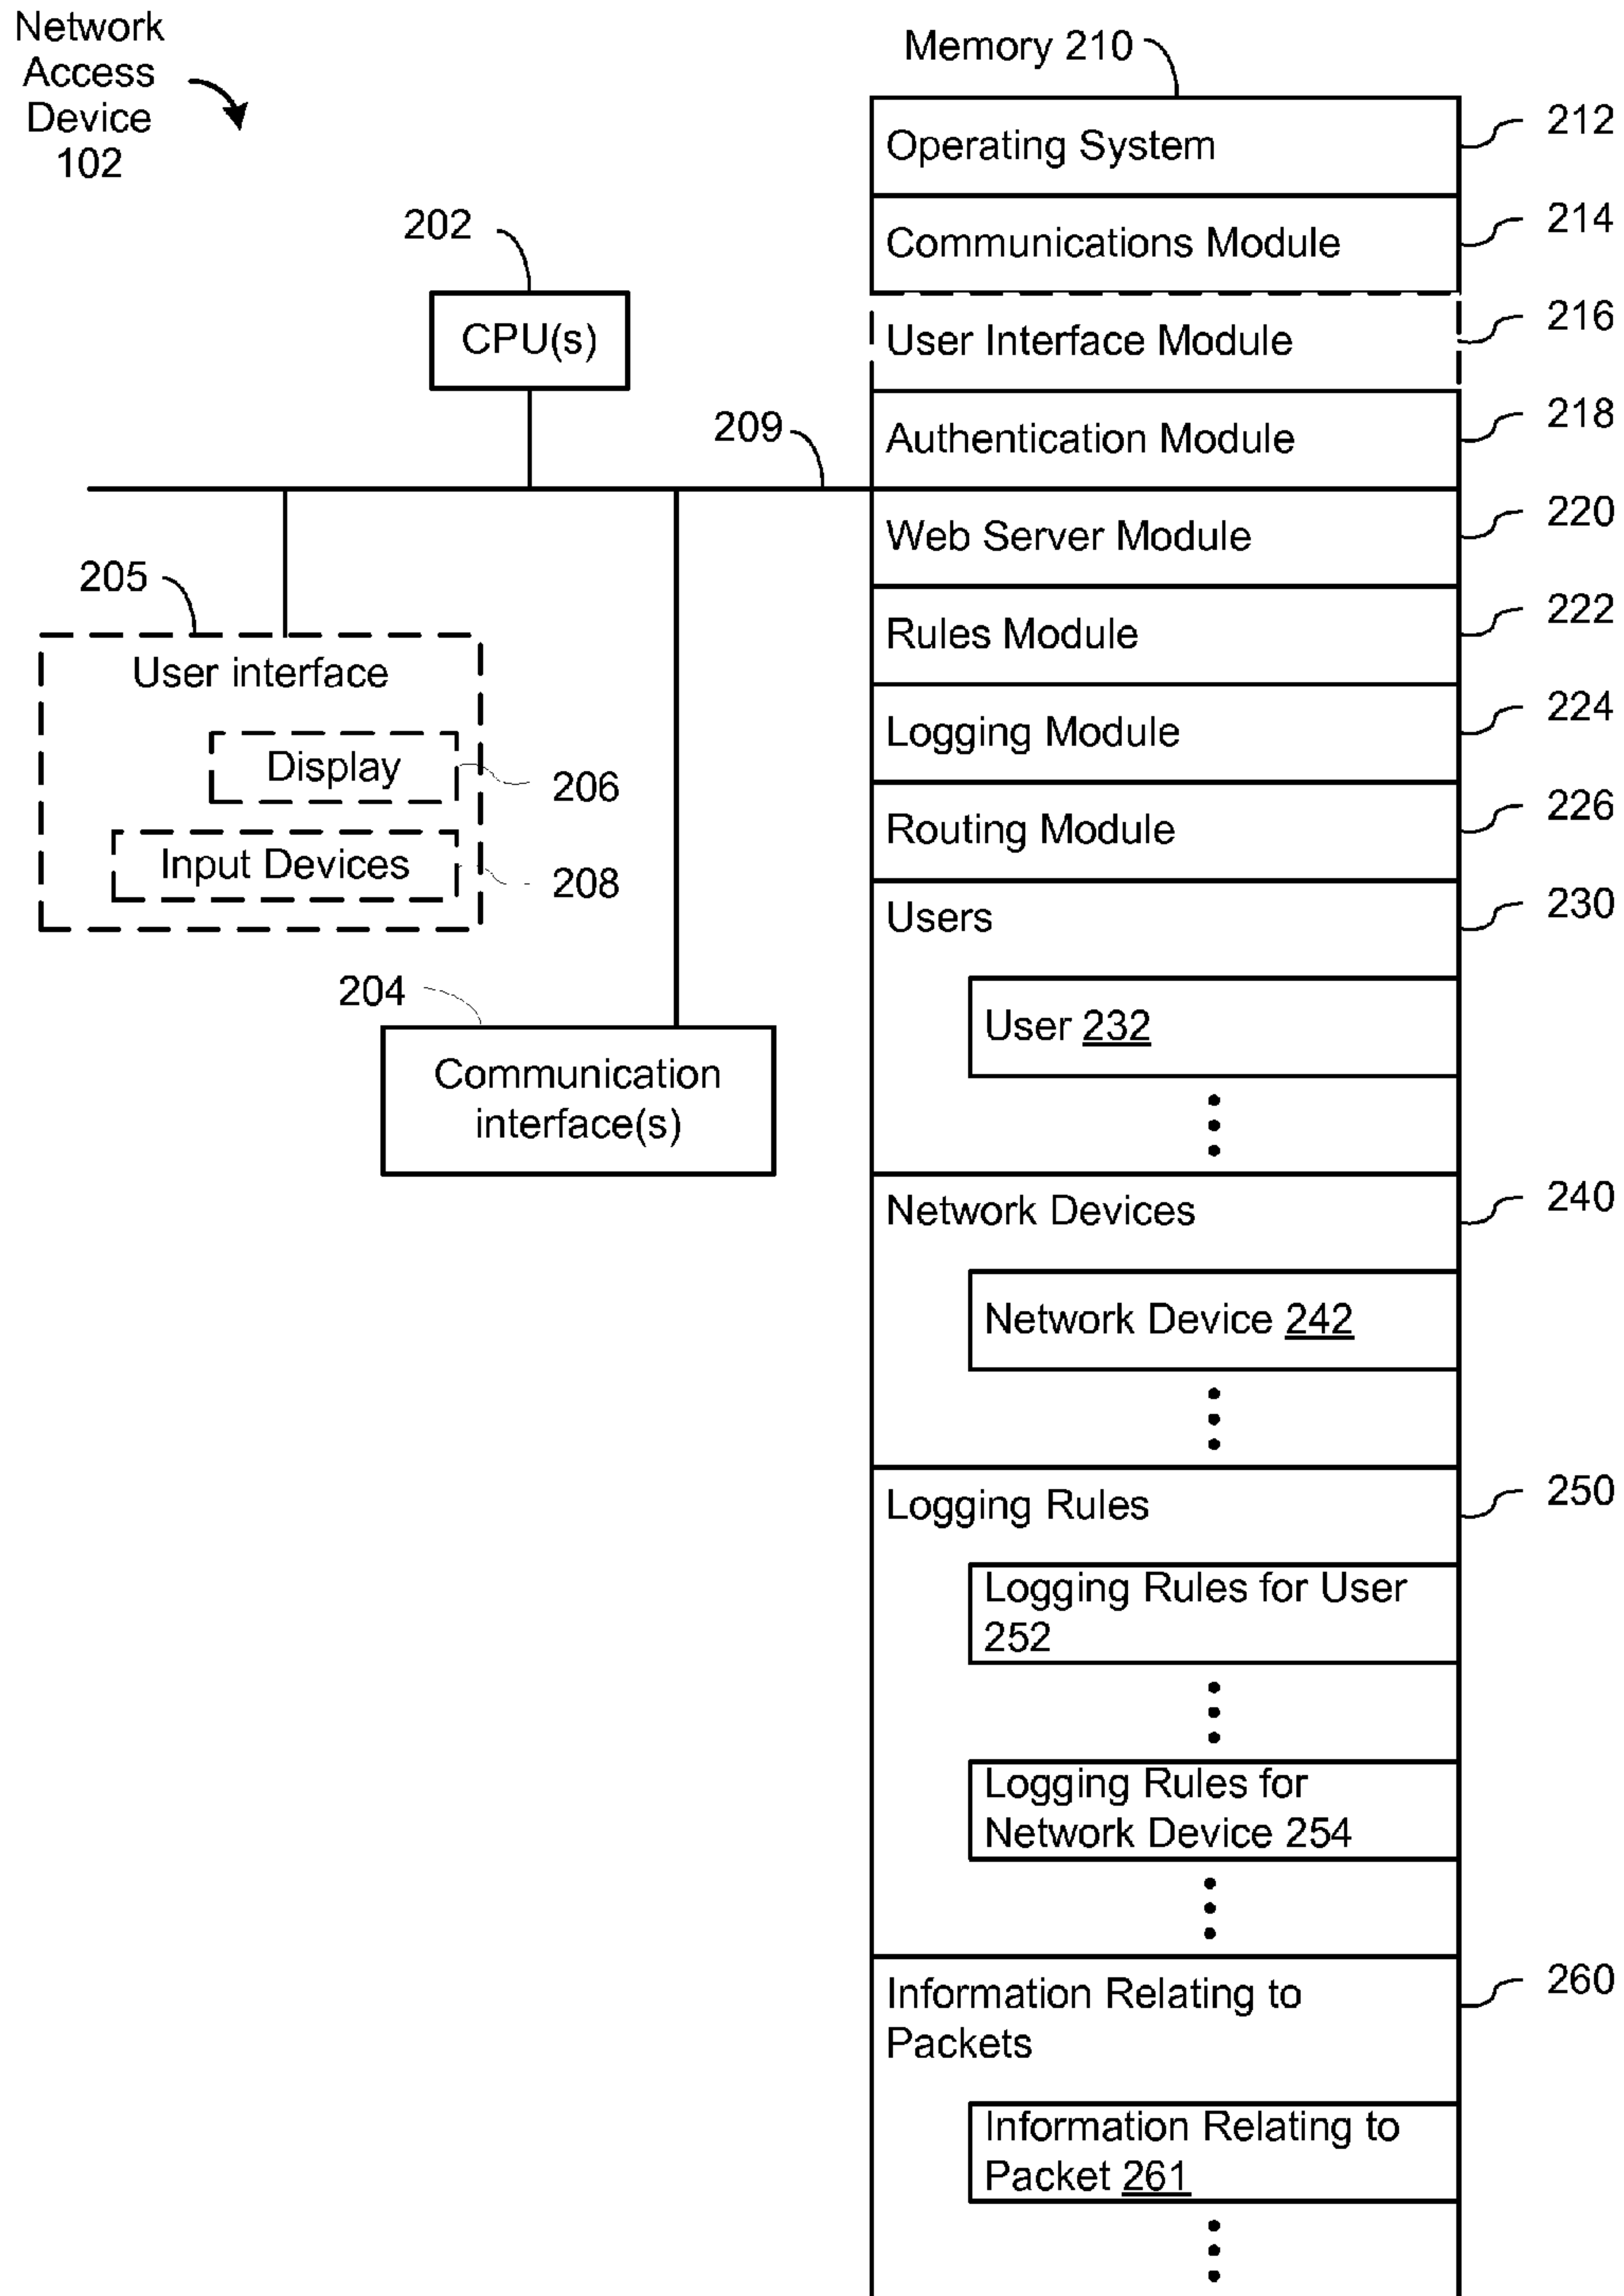 Network
Access
Device
102
Memory 210
Operating System
212
Communications Module
214
202
CPU(s)
User Interface Module
216
209
Authentication Module
218
Web Server Module
220
205
User interface
Rules Module
222
Display
206
Logging Module
224
Input Devices
208
Routing Module
226
Users
230
204
Communication
interface(s)
User 232
Network Devices
240
Network Device 242
Logging Rules
250
Logging Rules for User
252
Logging Rules for
Network Device 254
Information Relating to
Packets
260
Information Relating to
Packet 261